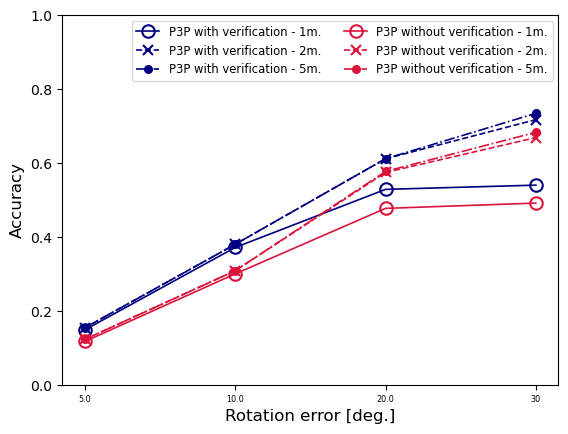 1.0
0.8
0.6
0.4
0.2
0.0
Accuracy
P3P with verification - 1m.
P3P with verification - 2m.
P3P with verification - 5m.
P3P without verification - 1m.
P3P without verification - 2m.
P3P without verification - 5m.
5.0 10.0 20.0 30
Rotation error [deg.]